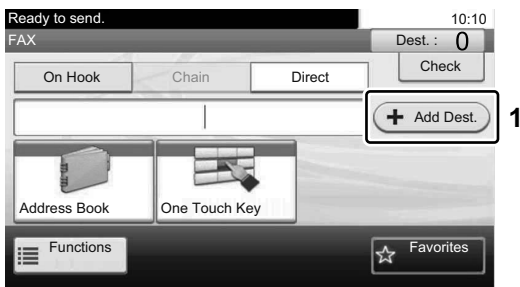 Ready to send.
10:10
FAX
Dest. : 0
Check
On Hook
Chain
Direct
Add Dest.
1
Address Book
One Touch Key
Functions
Favorites